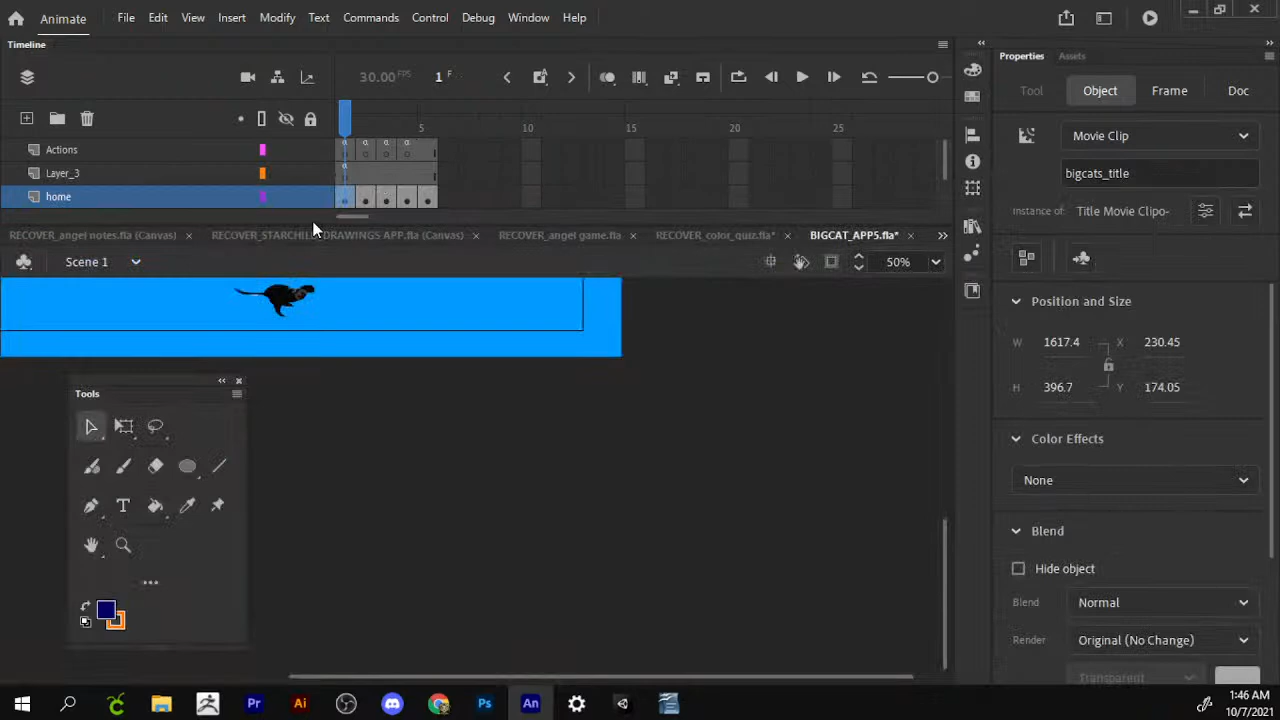 Animate File Edit View Insert Modify Text Commands Control Debug Window Help
Timeline
Properties Assets
30.00 FPS 1 F
Tool Object Frame Doc
5 10 15 20 25
Actions
Movie Clip
Layer_3
bigcats_title
home
Instance of: Title Movie Clipo-
RECOVER_angel notes.fla (Canvas) × RECOVER_STARCHILD DRAWINGS APP.fla (Canvas) × RECOVER_angel game.fla × RECOVER_color_quiz.fla* × BIGCAT_APP5.fla* ×
Scene 1 50%
Position and Size
W 1617.4 X 230.45
H 396.7 Y 174.05
Tools
Color Effects
None
Blend
Hide object
Blend Normal
Render Original (No Change)
Transparent
Pr Ai Ps An
1:46 AM
10/7/2021